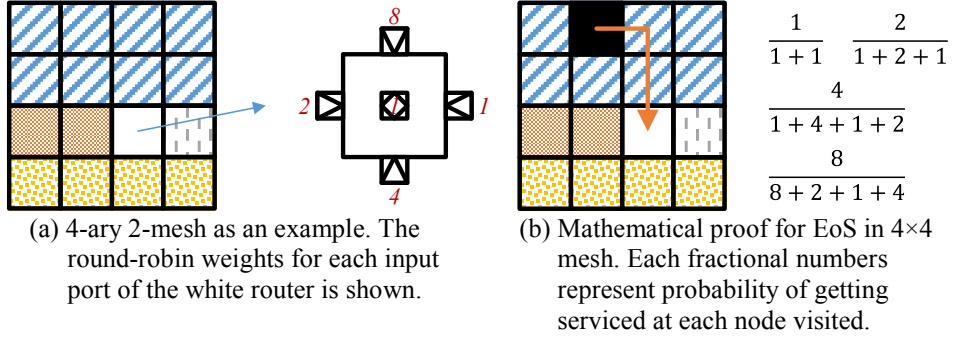 8
2
1
1
4
1
1 + 1
2
1 + 2 + 1
4
1 + 4 + 1 + 2
8
8 + 2 + 1 + 4
(a) 4-ary 2-mesh as an example. The
round-robin weights for each input
port of the white router is shown.
(b) Mathematical proof for EoS in 4×4
mesh. Each fractional numbers
represent probability of getting
serviced at each node visited.